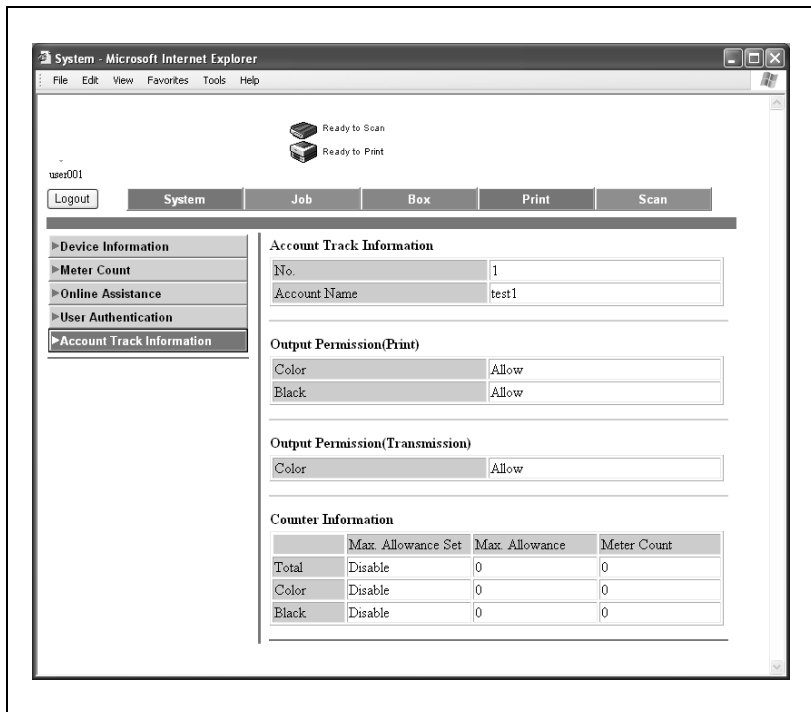 System - Microsoft Internet Explorer
File Edit View Favorites Tools Help
Ready to Scan
Ready to Print
-
user001
Logout System Job Box Print Scan
Device Information
Meter Count
Online Assistance
User Authentication
Account Track Information
Account Track Information
No. 1
Account Name test1
Output Permission(Print)
Color Allow
Black Allow
Output Permission(Transmission)
Color Allow
Counter Information
Max. Allowance Set Max. Allowance Meter Count
Total Disable 0 0
Color Disable 0 0
Black Disable 0 0